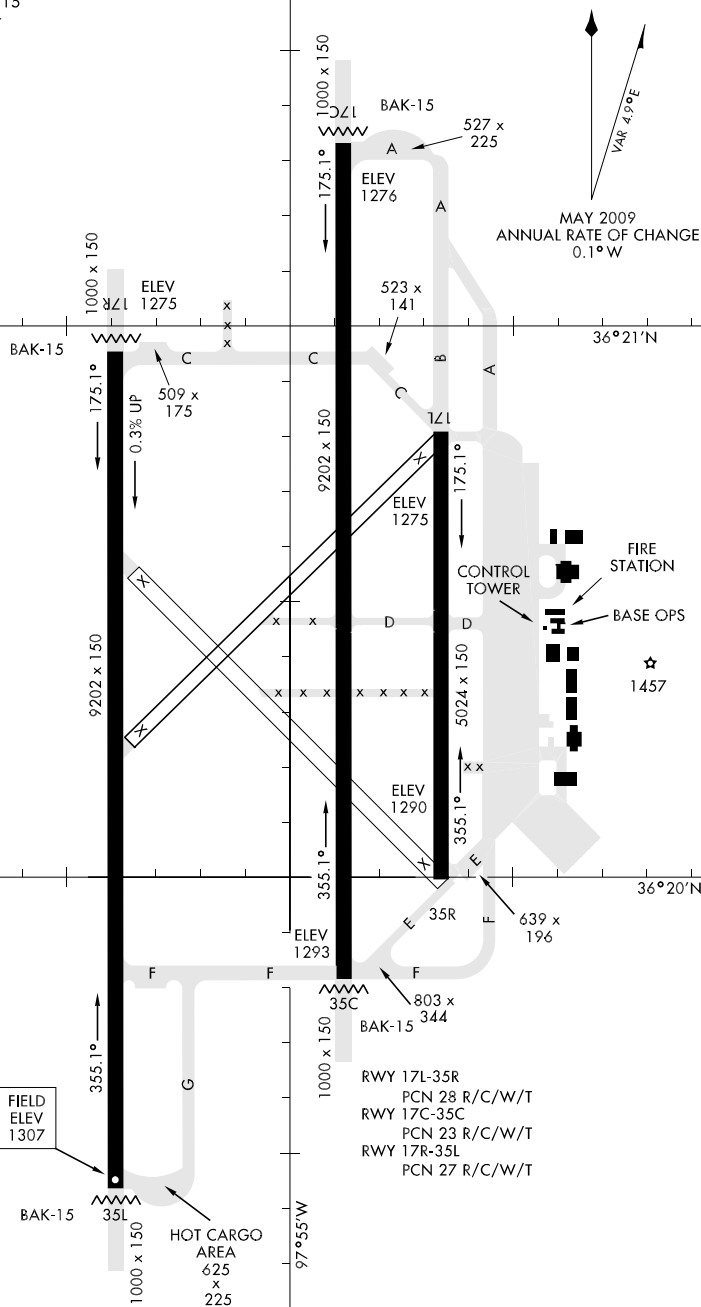 15
1000 x 150
17C
BAK-15
527 x
225
A
VAR 4.9°E
175.1°
ELEV
1276
A
MAY 2009
ANNUAL RATE OF CHANGE
0.1° W
1000 x 150
17R
ELEV
1275
x
x
x
523 x
141
36°21'N
BAK-15
C
C
B
A
509 x
175
C
175.1°
0.3% UP
17L
9202 x 150
X
175.1°
ELEV
1275
FIRE
STATION
CONTROL
TOWER
BASE OPS
X
x
x
D
D
9202 x 150
1457
x x x x x x x
5024 x 150
X
x x
ELEV
1290
355.1°
X
E
355.1°
36°20'N
35R
639 x
196
E
F
ELEV
1293
F
F
F
803 x
344
35C
BAK-15
355.1°
1000 x 150
G
RWY 17L-35R
PCN 28 R/C/W/T
RWY 17C-35C
PCN 23 R/C/W/T
RWY 17R-35L
PCN 27 R/C/W/T
FIELD
ELEV
1307
BAK-15
35L
1000 x 150
HOT CARGO
AREA
625
x
225
97°55'W